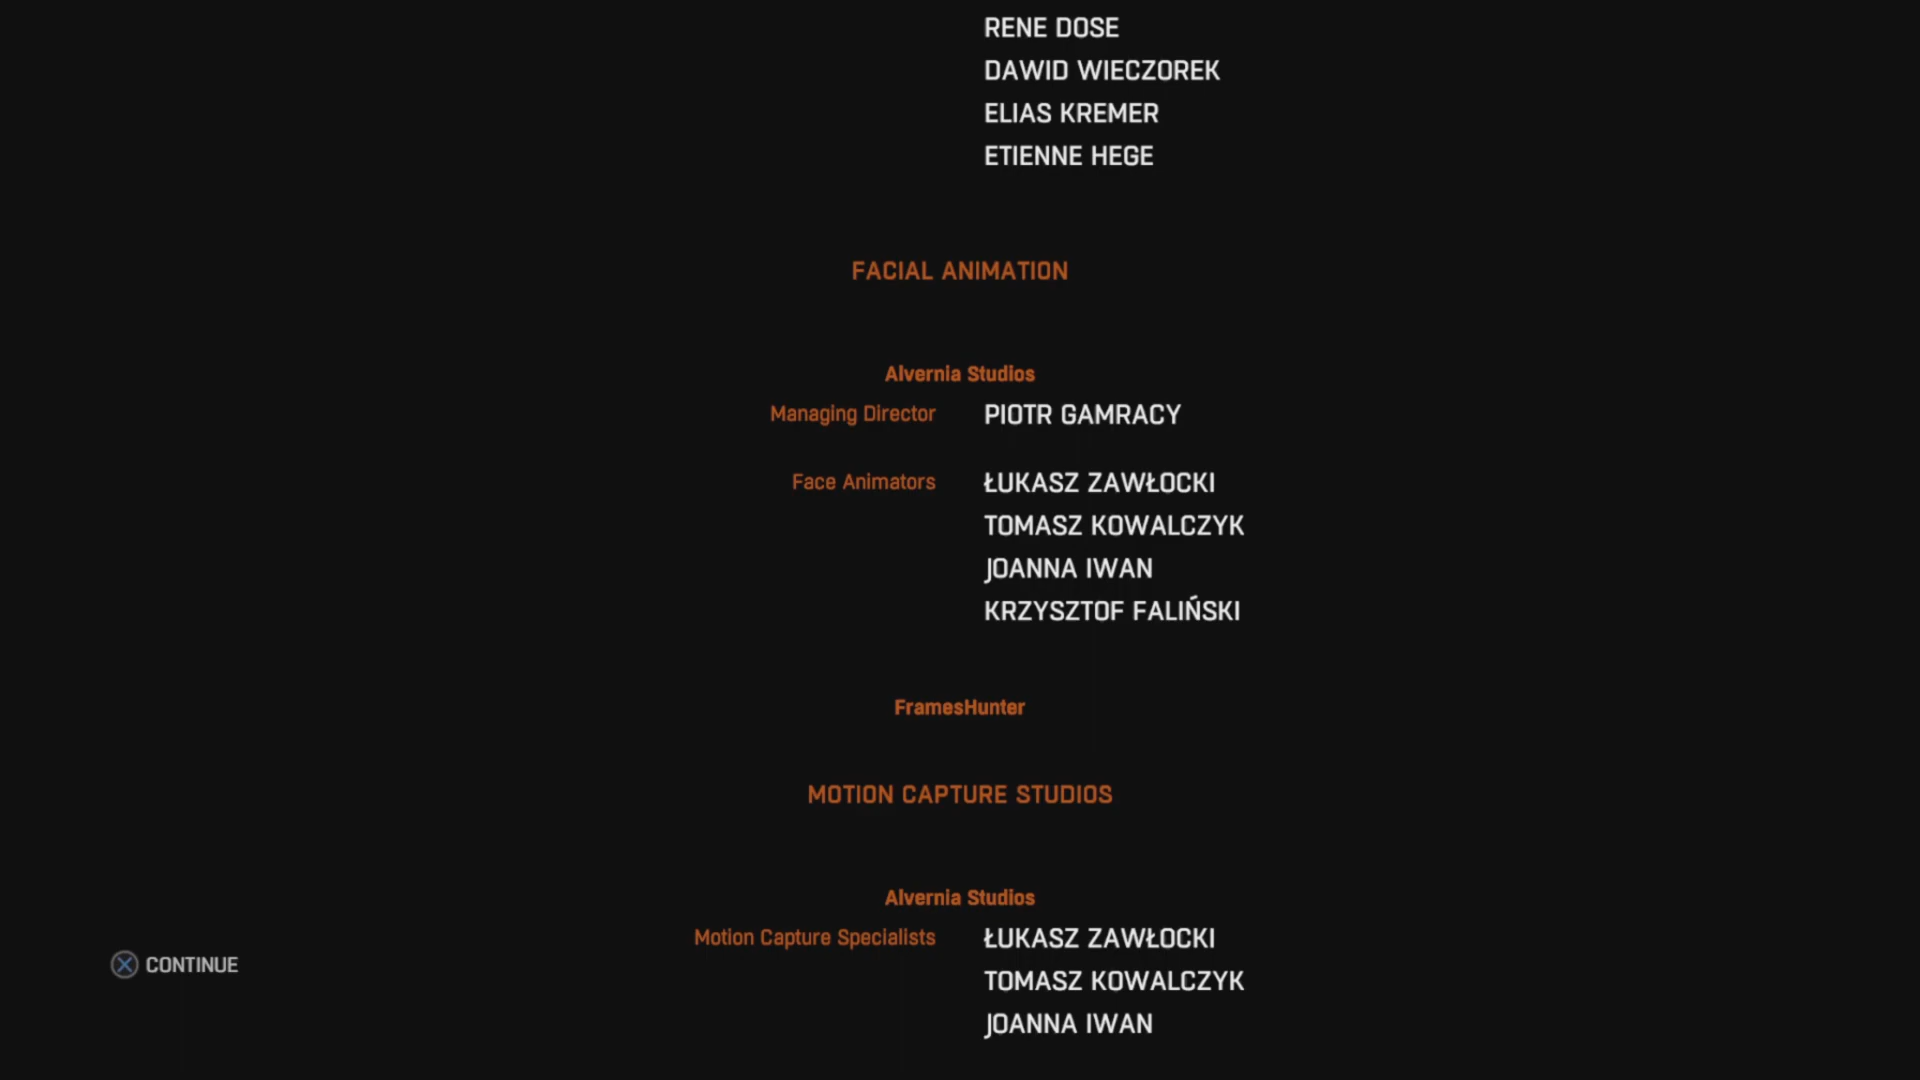 RENE DOSE
DAWID WIECZOREK
ELIAS KREMER
ETIENNE HEGE
FACIAL ANIMATION
Alvernia Studios
Managing Director PIOTR GAMRACY
Face Animators ŁUKASZ ZAWŁOCKI
TOMASZ KOWALCZYK
JOANNA IWAN
KRZYSZTOF FALIŃSKI
FramesHunter
MOTION CAPTURE STUDIOS
Alvernia Studios
Motion Capture Specialists ŁUKASZ ZAWŁOCKI
CONTINUE
TOMASZ KOWALCZYK
JOANNA IWAN